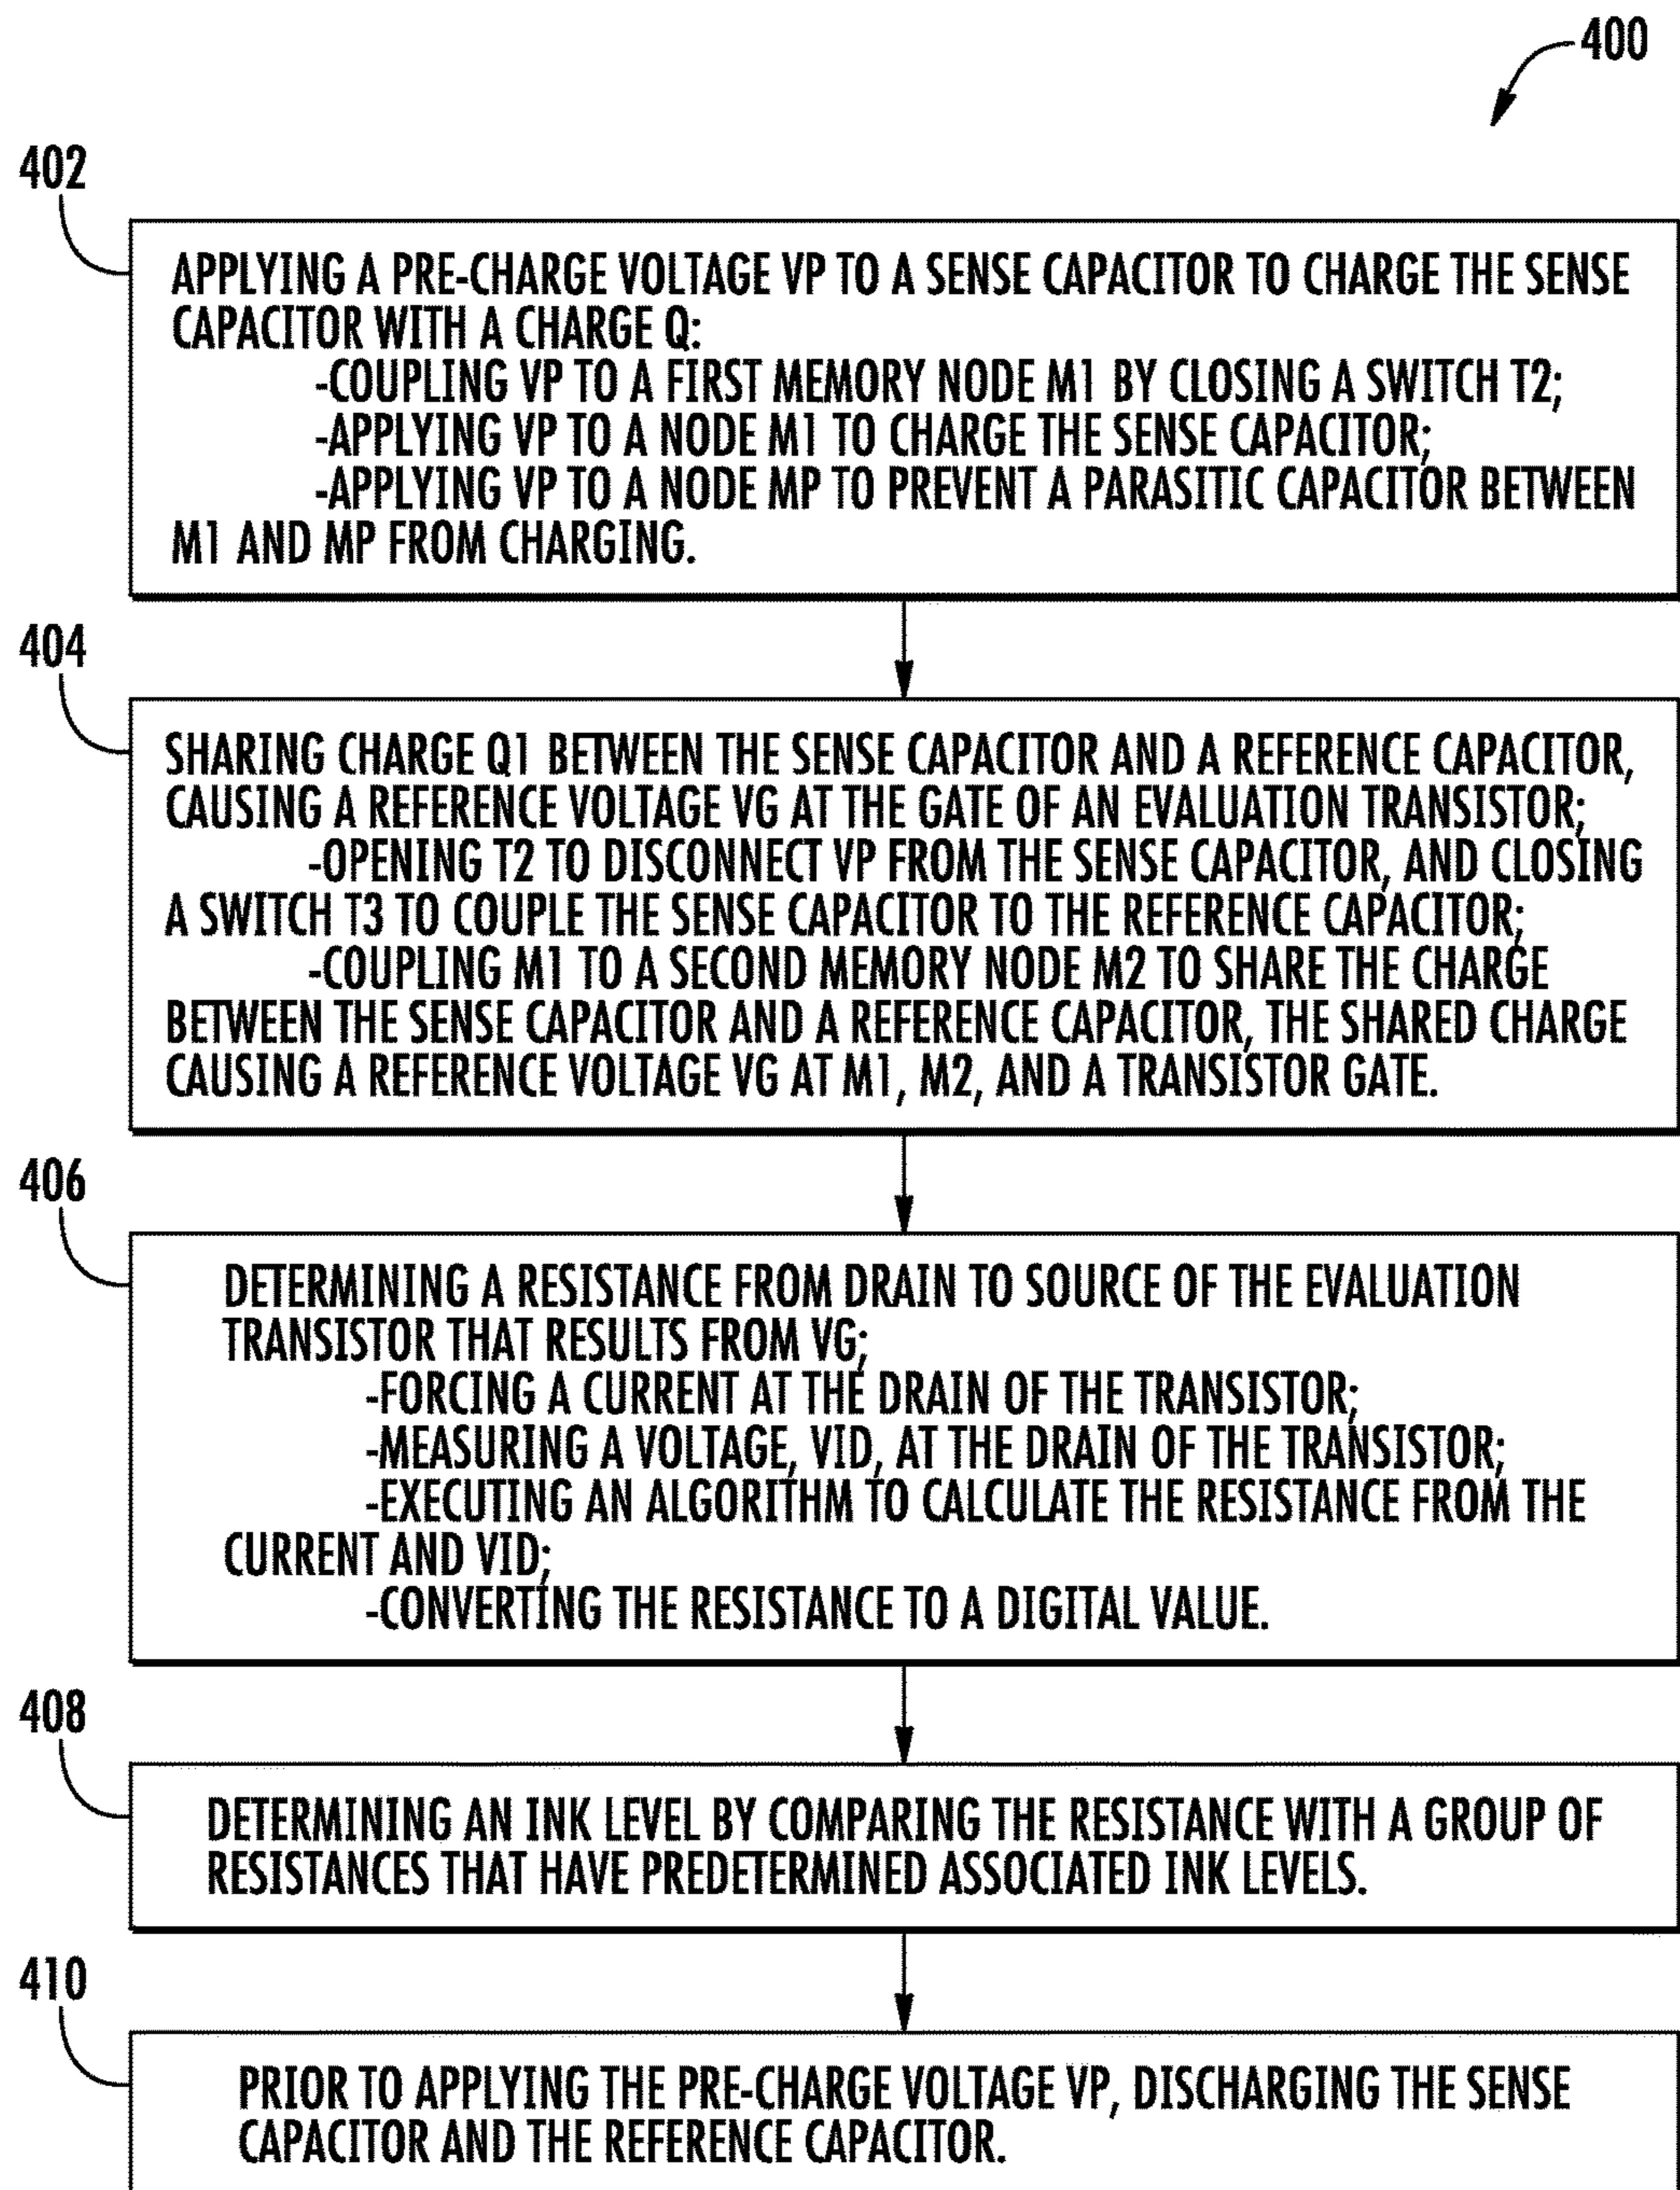 400
402
APPLYING A PRE-CHARGE VOLTAGE VP TO A SENSE CAPACITOR TO CHARGE THE SENSE
CAPACITOR WITH A CHARGE Q:
-COUPLING VP TO A FIRST MEMORY NODE M1 BY CLOSING A SWITCH T2;
-APPLYING VP TO A NODE M1 TO CHARGE THE SENSE CAPACITOR;
-APPLYING VP TO A NODE MP TO PREVENT A PARASITIC CAPACITOR BETWEEN
M1 AND MP FROM CHARGING.
404
SHARING CHARGE Q1 BETWEEN THE SENSE CAPACITOR AND A REFERENCE CAPACITOR,
CAUSING A REFERENCE VOLTAGE VG AT THE GATE OF AN EVALUATION TRANSISTOR;
-OPENING T2 TO DISCONNECT VP FROM THE SENSE CAPACITOR, AND CLOSING
A SWITCH T3 TO COUPLE THE SENSE CAPACITOR TO THE REFERENCE CAPACITOR;
-COUPLING M1 TO A SECOND MEMORY NODE M2 TO SHARE THE CHARGE
BETWEEN THE SENSE CAPACITOR AND A REFERENCE CAPACITOR, THE SHARED CHARGE
CAUSING A REFERENCE VOLTAGE VG AT M1, M2, AND A TRANSISTOR GATE.
406
DETERMINING A RESISTANCE FROM DRAIN TO SOURCE OF THE EVALUATION
TRANSISTOR THAT RESULTS FROM VG;
-FORCING A CURRENT AT THE DRAIN OF THE TRANSISTOR;
-MEASURING A VOLTAGE, VID, AT THE DRAIN OF THE TRANSISTOR;
-EXECUTING AN ALGORITHM TO CALCULATE THE RESISTANCE FROM THE
CURRENT AND VID;
-CONVERTING THE RESISTANCE TO A DIGITAL VALUE.
408
DETERMINING AN INK LEVEL BY COMPARING THE RESISTANCE WITH A GROUP OF
RESISTANCES THAT HAVE PREDETERMINED ASSOCIATED INK LEVELS.
410
PRIOR TO APPLYING THE PRE-CHARGE VOLTAGE VP, DISCHARGING THE SENSE
CAPACITOR AND THE REFERENCE CAPACITOR.